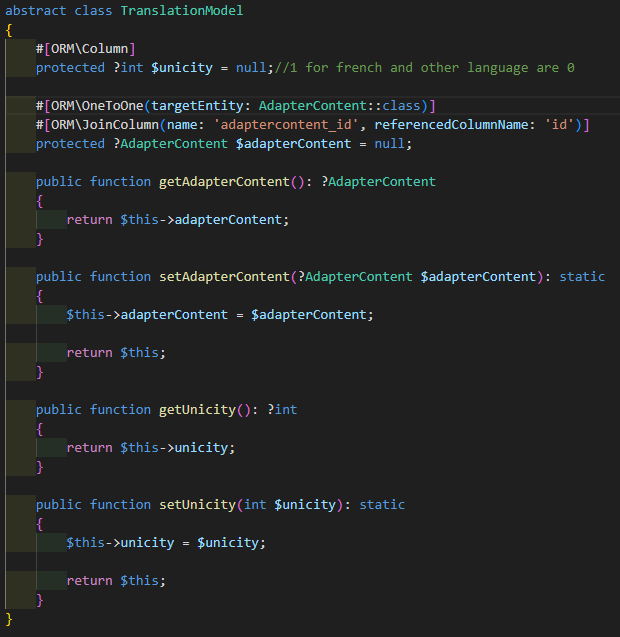 abstract class TranslationModel
{
    #[ORM\Column]
    protected ?int $unicity = null;//1 for french and other language are 0
    #[ORM\OneToOne(targetEntity: AdapterContent::class)]
    #[ORM\JoinColumn(name: 'adaptercontent_id', referencedColumnName: 'id')]
    protected ?AdapterContent $adapterContent = null;
    public function getAdapterContent(): ?AdapterContent
    {
        return $this->adapterContent;
    }
    public function setAdapterContent(?AdapterContent $adapterContent): static
    {
        $this->adapterContent = $adapterContent;
        return $this;
    }
    public function getUnicity(): ?int
    {
        return $this->unicity;
    }
    public function setUnicity(int $unicity): static
    {
        $this->unicity = $unicity;
        return $this;
    }
}